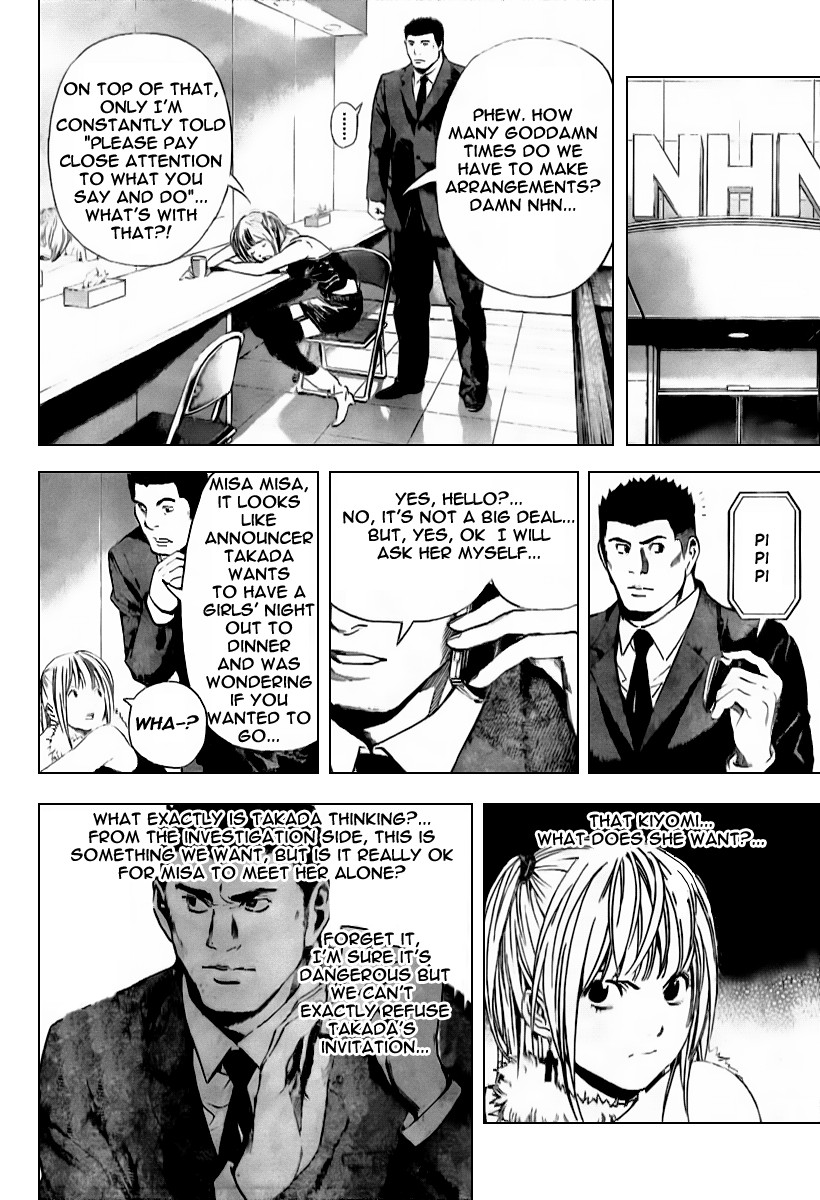 NHN
PHEW. HOW
MANY GODDAMN
TIMES DO WE
HAVE TO MAKE
ARRANGEMENTS?
DAMN NHN...
......
ON TOP OF THAT,
ONLY I'M
CONSTANTLY TOLD
"PLEASE PAY
CLOSE ATTENTION
TO WHAT YOU
SAY AND DO"...
WHAT'S WITH
THAT?!
PI
PI
PI
YES, HELLO?...
NO, IT'S NOT A BIG DEAL...
BUT, YES, OK I WILL
ASK HER MYSELF...
MISA MISA,
IT LOOKS
LIKE
ANNOUNCER
TAKADA
WANTS
TO HAVE A
GIRLS' NIGHT
OUT TO
DINNER
AND WAS
WONDERING
IF YOU
WANTED TO
GO...
WHA-?
THAT KIYOMI...
WHAT DOES SHE WANT?...
WHAT EXACTLY IS TAKADA THINKING?...
FROM THE INVESTIGATION SIDE, THIS IS
SOMETHING WE WANT, BUT IS IT REALLY OK
FOR MISA TO MEET HER ALONE?
FORGET IT,
I'M SURE IT'S
DANGEROUS BUT
WE CAN'T
EXACTLY REFUSE
TAKADA'S
INVITATION...